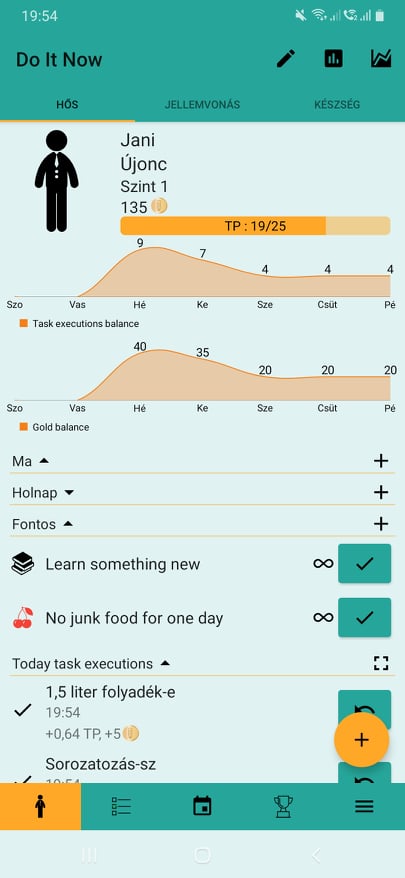 19:54
Do It Now
HŐS
JELLEMVONÁS
KÉSZSÉG
Jani
Újonc
Szint 1
135
TP : 19/25
9 7 4 4 4
Szo Vas Hé Ke Sze Csüt Pé
Task executions balance
40 35 20 20 20
Szo Vas Hé Ke Sze Csüt Pé
Gold balance
Ma
Holnap
Fontos
Learn something new
No junk food for one day
Today task executions
1,5 liter folyadék-e
19:54
+0,64 TP, +5
Sorozatozás-sz
19:54